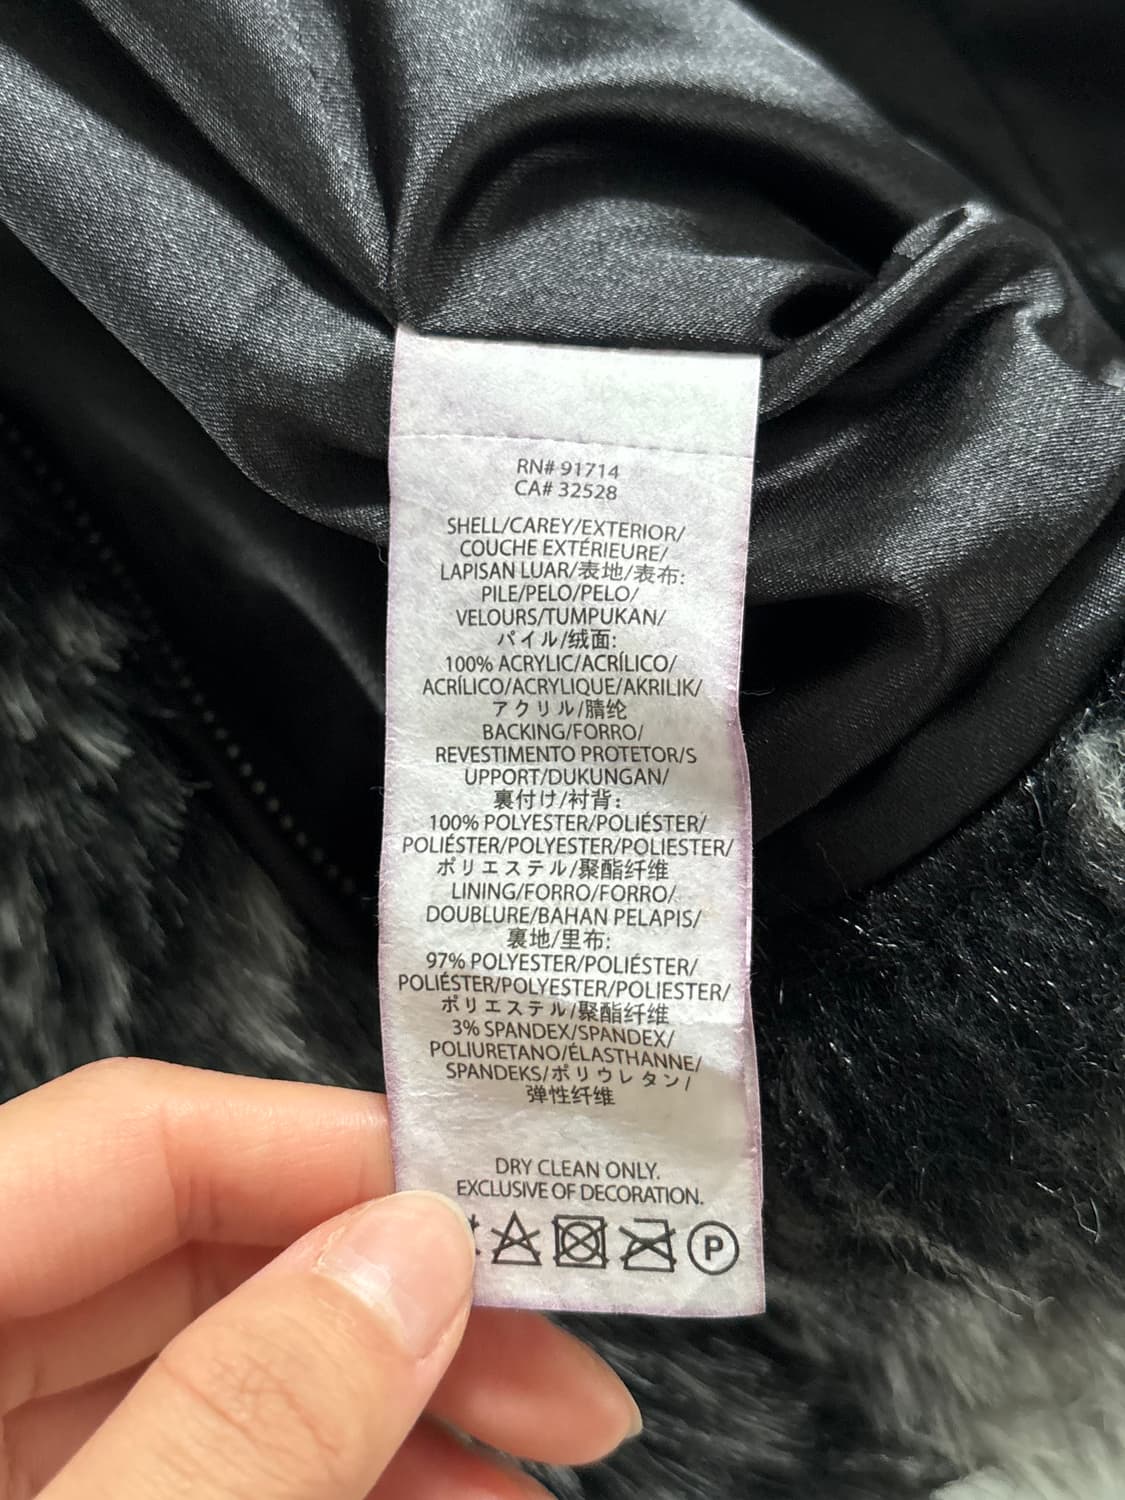 RN# 91714
CA# 32528
SHELL/CAREY/EXTERIOR/
COUCHE EXTÉRIEURE/
LAPISAN LUAR/表地/表布:
PILE/PELO/PELO/
VELOURS/TUMPUKAN/
パイル/绒面:
100% ACRYLIC/ACRÍLICO/
ACRÍLICO/ACRYLIQUE/AKRILIK/
アクリル/腈纶
BACKING/FORRO/
REVESTIMENTO PROTETOR/S
UPPORT/DUKUNGAN/
裏付け/衬背:
100% POLYESTER/POLIÉSTER/
POLIÉSTER/POLYESTER/POLIESTER/
ポリエステル/聚酯纤维
LINING/FORRO/FORRO/
DOUBLURE/BAHAN PELAPIS/
裏地/里布:
97% POLYESTER/POLIÉSTER/
POLIÉSTER/POLYESTER/POLIESTER/
ポリエステル/聚酯纤维
3% SPANDEX/SPANDEX/
POLIURETANO/ÉLASTHANNE/
SPANDEKS/ポリウレタン/
弹性纤维
DRY CLEAN ONLY.
EXCLUSIVE OF DECORATION.
P